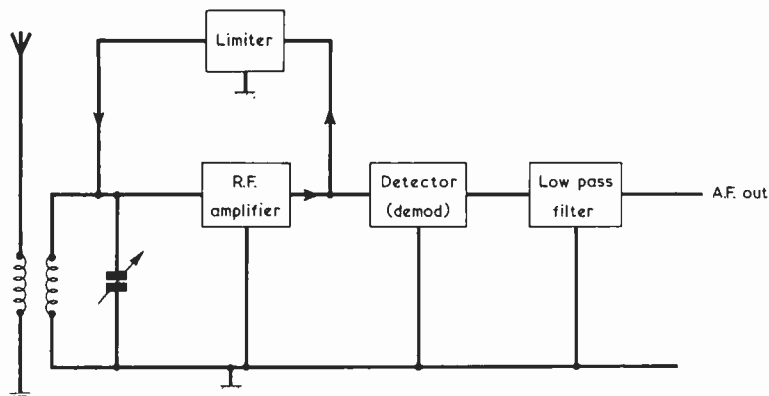 Limiter
R.F.
amplifier
Detector
(demod)
Low pass
filter
A.F. out